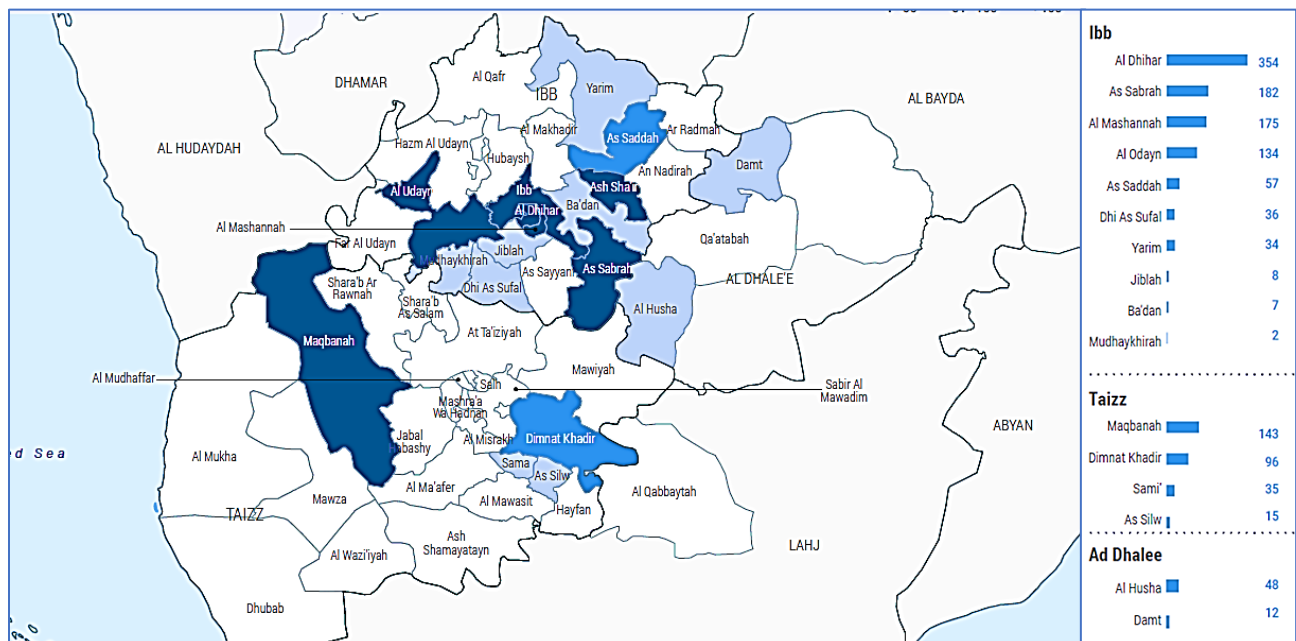 DHAMAR
Al Qafr
IBB
Yarim
AL BAYDA
Al Makhadir
As Saddah
Ar Radmah
Hazm Al Udayn
AL HUDAYDAH
Hubaysh
An Nadirah
Damt
Al Udayn
Ibb
Ash Sha'ir
Al Dhihar
Ba'dan
Al Mashannah
Far Al Udayn
Qa'atabah
Mudhaykhirah
Jiblah
As Sayyani
As Sabrah
AL DHALE'E
Shara'b Ar
Rawnah
Dhi As Sufal
Shara'b
As Salam
Al Husha
At Ta'iziyah
Maqbanah
Mawiyah
Al Mudhaffar
Salh
Sabir Al
Mawadim
Mashra'a
Wa Hadnan
Jabal
Habashy
Al Misrakh
Dimnat Khadir
ABYAN
ed Sea
Al Mukha
Sama
As Silw
Al Ma'afer
Al Qabbaytah
Mawza
Al Mawasit
Hayfan
TAIZZ
Ash
Shamayatayn
LAHJ
Al Wazi'iyah
Dhubab
Ibb
Al Dhihar 354
As Sabrah 182
Al Mashannah 175
Al Odayn 134
As Saddah 57
Dhi As Sufal 36
Yarim 34
Jiblah 8
Ba'dan 7
Mudhaykhirah 2
Taizz
Maqbanah 143
Dimnat Khadir 96
Sami' 35
As Silw 15
Ad Dhalee
Al Husha 48
Damt 12